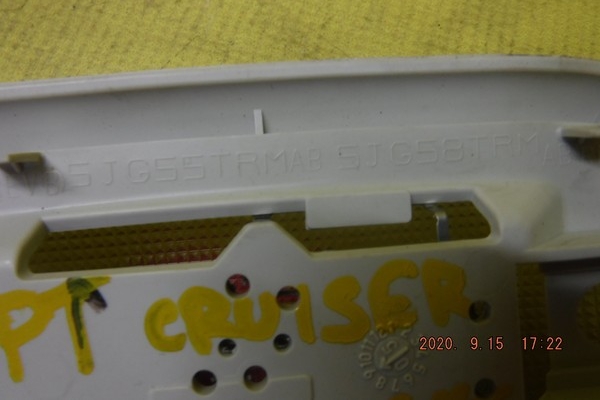 5JG55TRMAB 5JG58TRMA
PT CRUISER
2020. 9.15 17:22